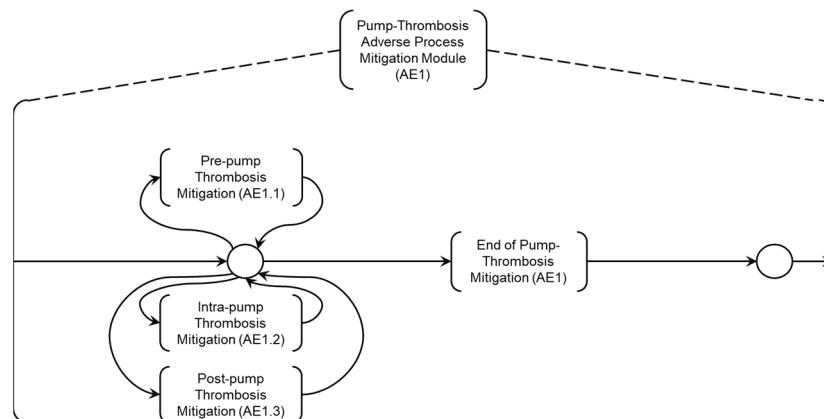 Pump-Thrombosis
Adverse Process
Mitigation Module
(AE1)
Pre-pump
Thrombosis
Mitigation (AE1.1)
End of Pump-
Thrombosis
Mitigation (AE1)
Intra-pump
Thrombosis
Mitigation (AE1.2)
Post-pump
Thrombosis
Mitigation (AE1.3)